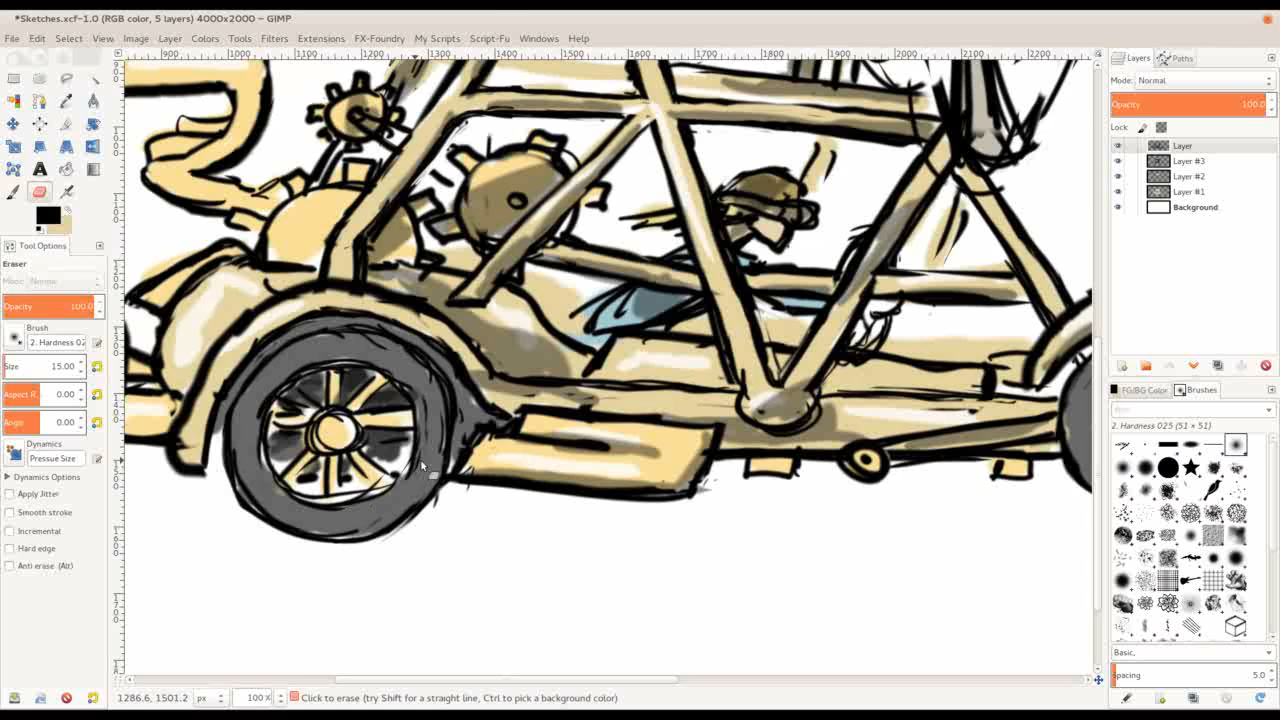 *Sketches.xcf-1.0 (RGB color, 5 layers) 4000x2000 – GIMP
File Edit Select View Image Layer Colors Tools Filters Extensions FX-Foundry My Scripts Script-Fu Windows Help
900 1000 1100 1200 1300 1400 1500 1600 1700 1800 1900 2000 2100 2200
Layers Paths
Mode: Normal
Opacity 100.0
Lock:
Layer
Layer #3
Layer #2
Layer #1
Background
Tool Options
Eraser
Mode: Normal
Opacity 100.0
Brush
2. Hardness 02
Size 15.00
Aspect R. 0.00
Angle 0.00
Dynamics
Pressue Size
Dynamics Options
Apply Jitter
Smooth stroke
Incremental
Hard edge
Anti erase (Alt)
FG/BG Color Brushes
2. Hardness 025 (51 × 51)
Basic,
Spacing 5.0
1286.6, 1501.2 px 100% Click to erase (try Shift for a straight line, Ctrl to pick a background color)